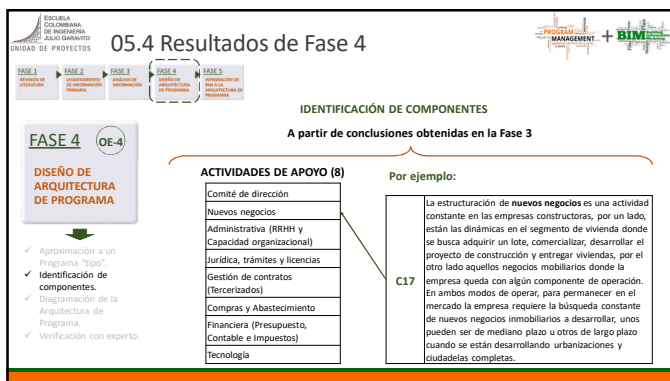 ESCUELA
COLOMBIANA
DE INGENIERÍA
JULIO GARAVITO
UNIDAD DE PROYECTOS
05.4 Resultados de Fase 4
PROGRAM
MANAGEMENT
+
BIM
FASE 1
REVISIÓN DE
LITERATURA
FASE 2
LEVANTAMIENTO
DE INFORMACIÓN
PRIMARIA
FASE 3
ANÁLISIS DE
INFORMACIÓN
FASE 4
DISEÑO DE
ARQUITECTURA
DE PROGRAMA
FASE 5
INTEGRACIÓN DE
BIM A LA
ARQUITECTURA DE
PROGRAMA
IDENTIFICACIÓN DE COMPONENTES
A partir de conclusiones obtenidas en la Fase 3
FASE 4
OE-4
DISEÑO DE
ARQUITECTURA
DE PROGRAMA
✓ Aproximación a un
Programa "tipo".
✓ Identificación de
componentes.
✓ Diagramación de la
Arquitectura de
Programa.
✓ Verificación con experto.
ACTIVIDADES DE APOYO (8)
Comité de dirección
Nuevos negocios
Administrativa (RRHH y
Capacidad organizacional)
Jurídica, trámites y licencias
Gestión de contratos
(Tercerizados)
Compras y Abastecimiento
Financiera (Presupuesto,
Contable e Impuestos)
Tecnología
Por ejemplo:
C17
La estructuración de nuevos negocios es una actividad
constante en las empresas constructoras, por un lado,
están las dinámicas en el segmento de vivienda donde
se busca adquirir un lote, comercializar, desarrollar el
proyecto de construcción y entregar viviendas, por el
otro lado aquellos negocios mobiliarios donde la
empresa queda con algún componente de operación.
En ambos modos de operar, para permanecer en el
mercado la empresa requiere la búsqueda constante
de nuevos negocios inmobiliarios a desarrollar, unos
pueden ser de mediano plazo u otros de largo plazo
cuando se están desarrollando urbanizaciones y
ciudadelas completas.